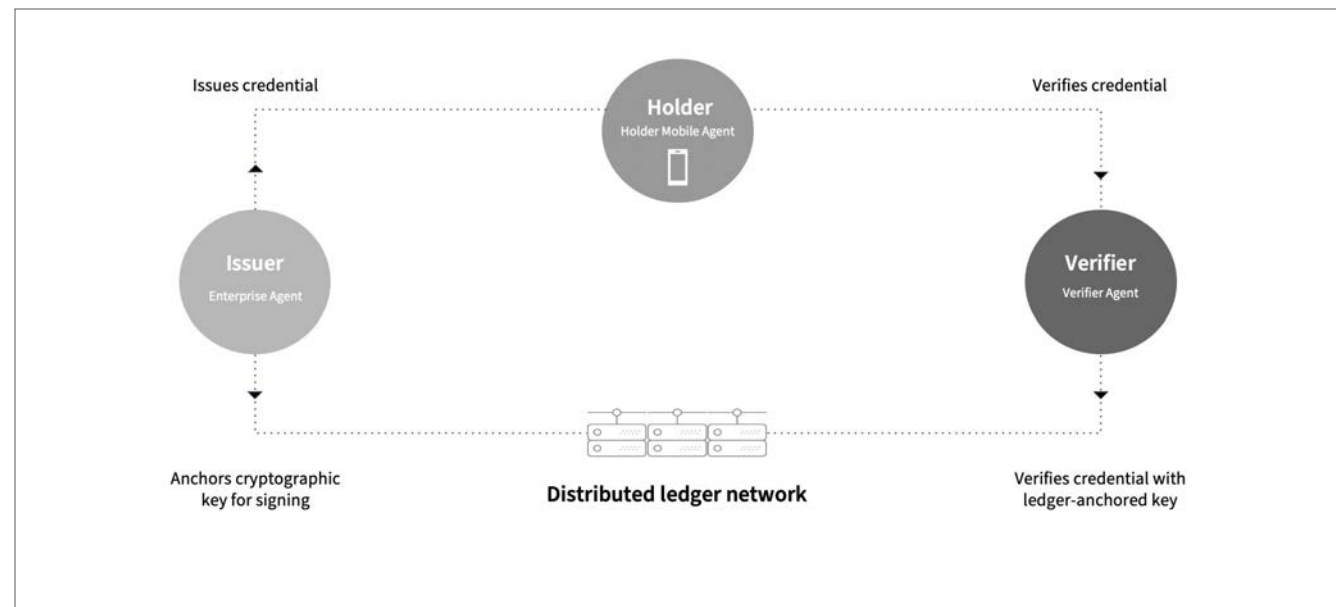 Issues credential
Holder
Holder Mobile Agent
Verifies credential
Issuer
Enterprise Agent
Verifier
Verifier Agent
Anchors cryptographic
key for signing
Distributed ledger network
Verifies credential with
ledger-anchored key